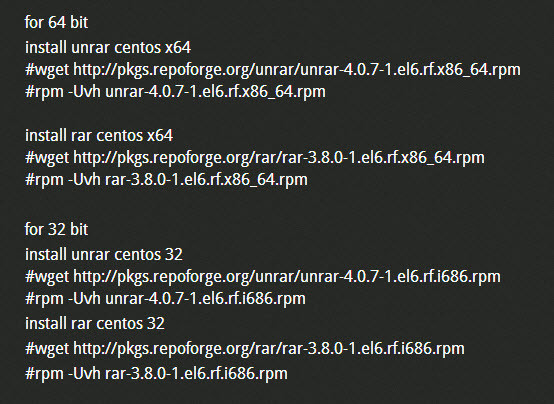 for 64 bit
install unrar centos x64
#wget http://pkgs.repoforge.org/unrar/unrar-4.0.7-1.el6.rf.x86_64.rpm
#rpm -Uvh unrar-4.0.7-1.el6.rf.x86_64.rpm
install rar centos x64
#wget http://pkgs.repoforge.org/rar/rar-3.8.0-1.el6.rf.x86_64.rpm
#rpm -Uvh rar-3.8.0-1.el6.rf.x86_64.rpm
for 32 bit
install unrar centos 32
#wget http://pkgs.repoforge.org/unrar/unrar-4.0.7-1.el6.rf.i686.rpm
#rpm -Uvh unrar-4.0.7-1.el6.rf.i686.rpm
install rar centos 32
#wget http://pkgs.repoforge.org/rar/rar-3.8.0-1.el6.rf.i686.rpm
#rpm -Uvh rar-3.8.0-1.el6.rf.i686.rpm